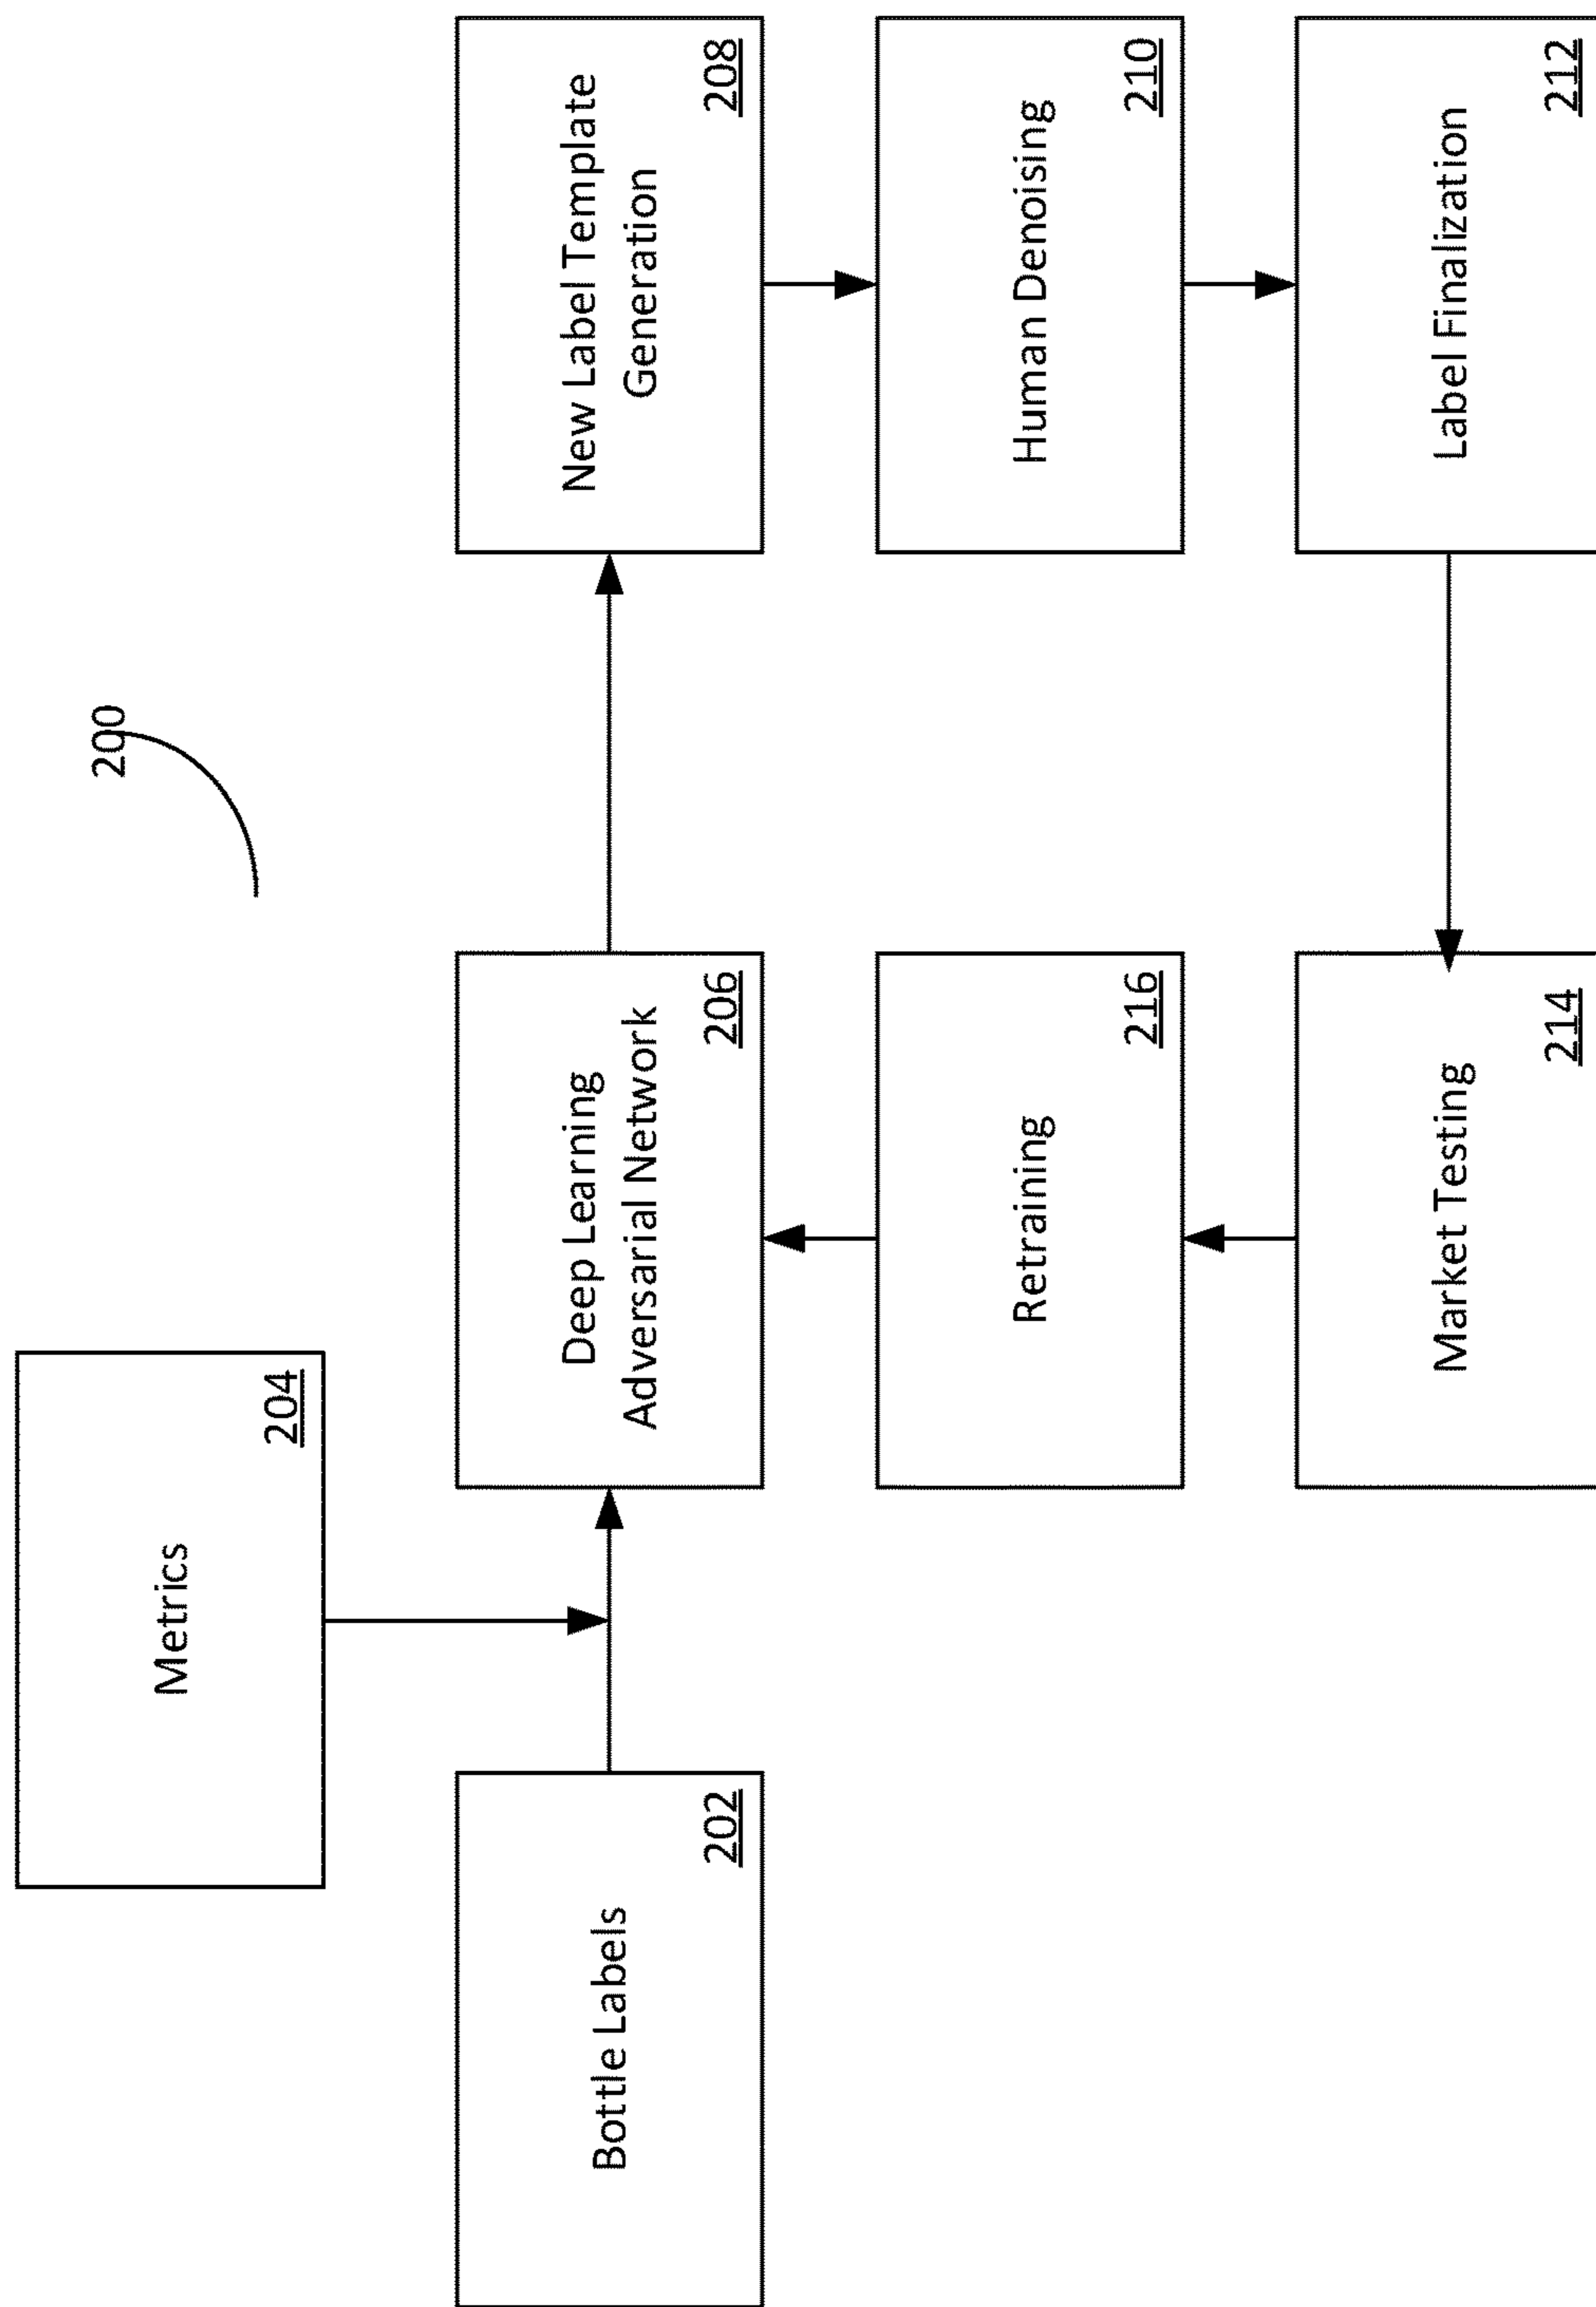 200
Metrics
204
Bottle Labels
202
Deep Learning
Adversarial Network
206
New Label Template
Generation
208
Retraining
216
Human Denoising
210
Market Testing
214
Label Finalization
212